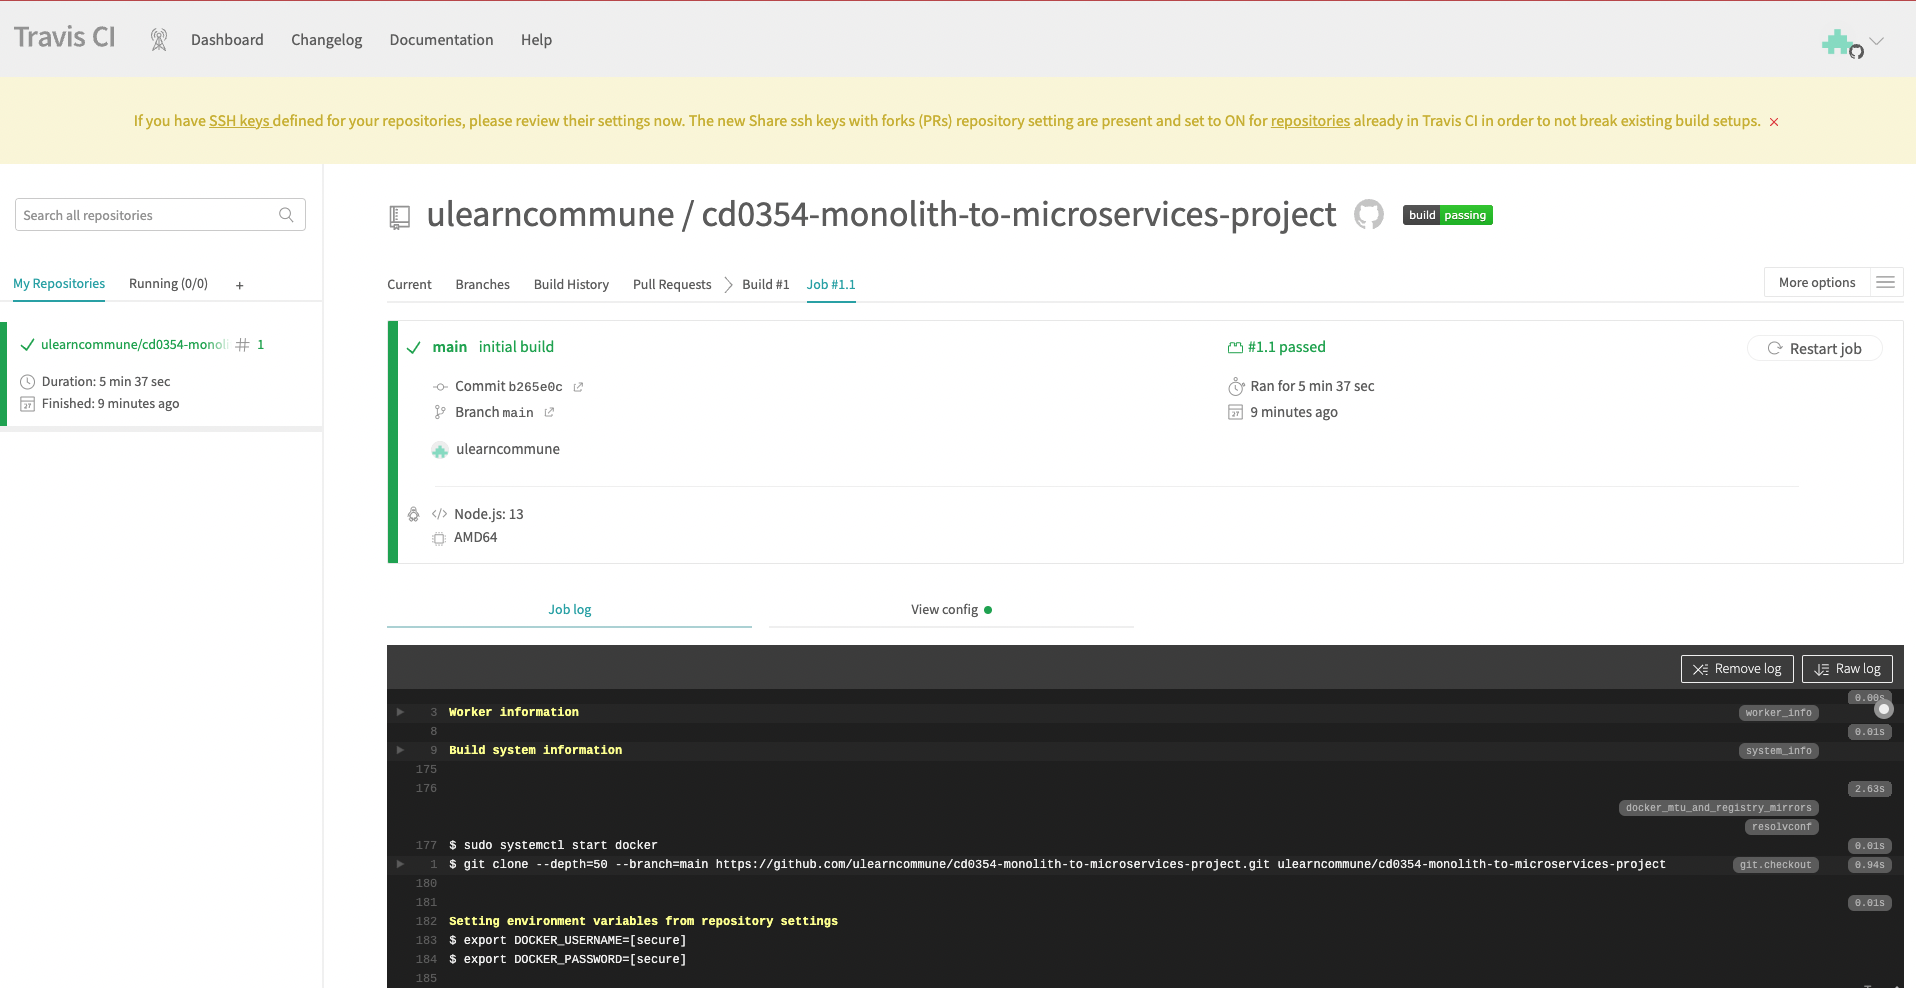 Travis CI Dashboard Changelog Documentation Help
If you have SSH keys defined for your repositories, please review their settings now. The new Share ssh keys with forks (PRs) repository setting are present and set to ON for repositories already in Travis CI in order to not break existing build setups.
Search all repositories
ulearncommune / cd0354-monolith-to-microservices-project build passing
My Repositories Running (0/0) +
Current Branches Build History Pull Requests Build #1 Job #1.1 More options
ulearncommune/cd0354-monoli # 1
Duration: 5 min 37 sec
Finished: 9 minutes ago
main initial build #1.1 passed Restart job
Commit b265e0c Ran for 5 min 37 sec
Branch main 9 minutes ago
ulearncommune
Node.js: 13
AMD64
Job log View config
Remove log Raw log
0.00s
3 Worker information worker_info
8 0.01s
9 Build system information system_info
175
176 2.63s
docker_mtu_and_registry_mirrors
resolvconf
177 $ sudo systemctl start docker 0.01s
1 $ git clone --depth=50 --branch=main https://github.com/ulearncommune/cd0354-monolith-to-microservices-project.git ulearncommune/cd0354-monolith-to-microservices-project git.checkout 0.94s
180
181 0.01s
182 Setting environment variables from repository settings
183 $ export DOCKER_USERNAME=[secure]
184 $ export DOCKER_PASSWORD=[secure]
185